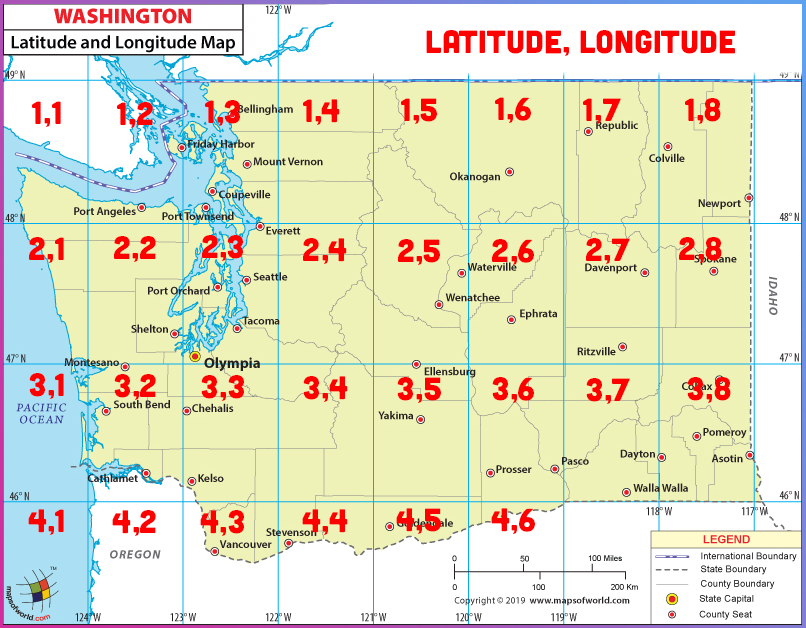 WASHINGTON
Latitude and Longitude Map
122°W
LATITUDE, LONGITUDE
49°N
49°N
1,1
1,2
1,3
1,4
1,5
1,6
1,7
1,8
Bellingham
Friday Harbor
Mount Vernon
Republic
Colville
Okanogan
Coupeville
Port Angeles
Port Townsend
Newport
48°N
48°N
Everett
2,1
2,2
2,3
2,4
2,5
2,6
2,7
2,8
Spokane
Waterville
Davenport
Seattle
Port Orchard
Wenatchee
Ephrata
IDAHO
Tacoma
Shelton
Ritzville
Olympia
Montesano
47°N
47°N
Ellensburg
3,1
3,2
3,3
3,4
3,5
3,6
3,7
3,8
Colfax
PACIFIC
OCEAN
South Bend
Chehalis
Yakima
Pomeroy
Dayton
Asotin
Pasco
Prosser
Cathlamet
Kelso
Walla Walla
46°N
46°N
118°W
117°W
4,1
4,2
4,3
4,4
4,5
4,6
Goldendale
Stevenson
Vancouver
OREGON
LEGEND
International Boundary
State Boundary
County Boundary
State Capital
County Seat
0 50 100 Miles
0 100 200 Km
Copyright © 2019 www.mapsofworld.com
mapsofworld.com
TM
124°W
123°W
122°W
121°W
120°W
119°W